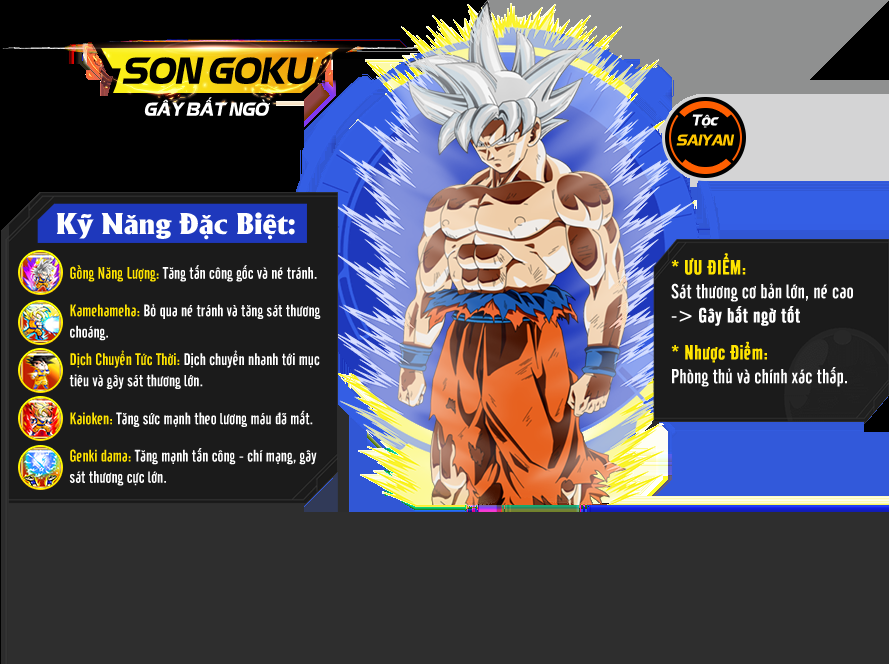 SON GOKU
GÂY BẤT NGỜ
Tộc
SAIYAN
Kỹ Năng Đặc Biệt:
Gồng Năng Lượng: Tăng tấn công gốc và né tránh.
Kamehameha: Bỏ qua né tránh và tăng sát thương
choáng.
Dịch Chuyển Tức Thời: Dịch chuyển nhanh tới mục
tiêu và gây sát thương lớn.
Kaioken: Tăng sức mạnh theo lương máu đã mất.
Genki dama: Tăng mạnh tấn công - chí mạng, gây
sát thương cực lớn.
* ƯU ĐIỂM:
Sát thương cơ bản lớn, né cao
-> Gây bất ngờ tốt
* Nhược Điểm:
Phòng thủ và chính xác thấp.